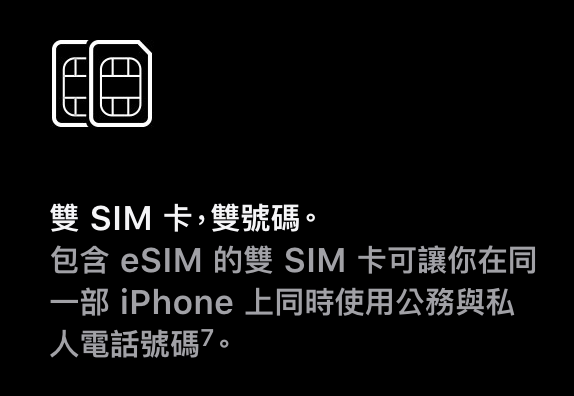 雙 SIM 卡，雙號碼。
包含 eSIM 的雙 SIM 卡可讓你在同
一部 iPhone 上同時使用公務與私
人電話號碼⁷。